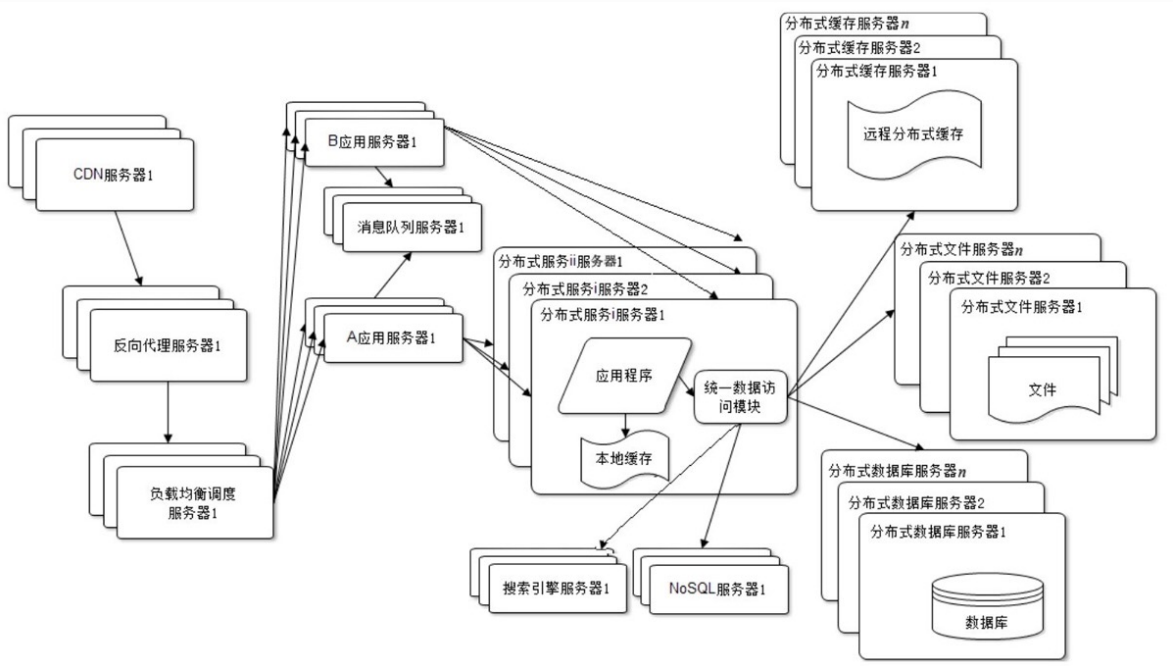 CDN服务器1
反向代理服务器1
负载均衡调度
服务器1
B应用服务器1
消息队列服务器1
A应用服务器1
分布式服务ii服务器1
分布式服务i服务器2
分布式服务i服务器1
应用程序
本地缓存
统一数据访
问模块
搜索引擎服务器1
NoSQL服务器1
分布式缓存服务器n
分布式缓存服务器2
分布式缓存服务器1
远程分布式缓存
分布式文件服务器n
分布式文件服务器2
分布式文件服务器1
文件
分布式数据库服务器n
分布式数据库服务器2
分布式数据库服务器1
数据库